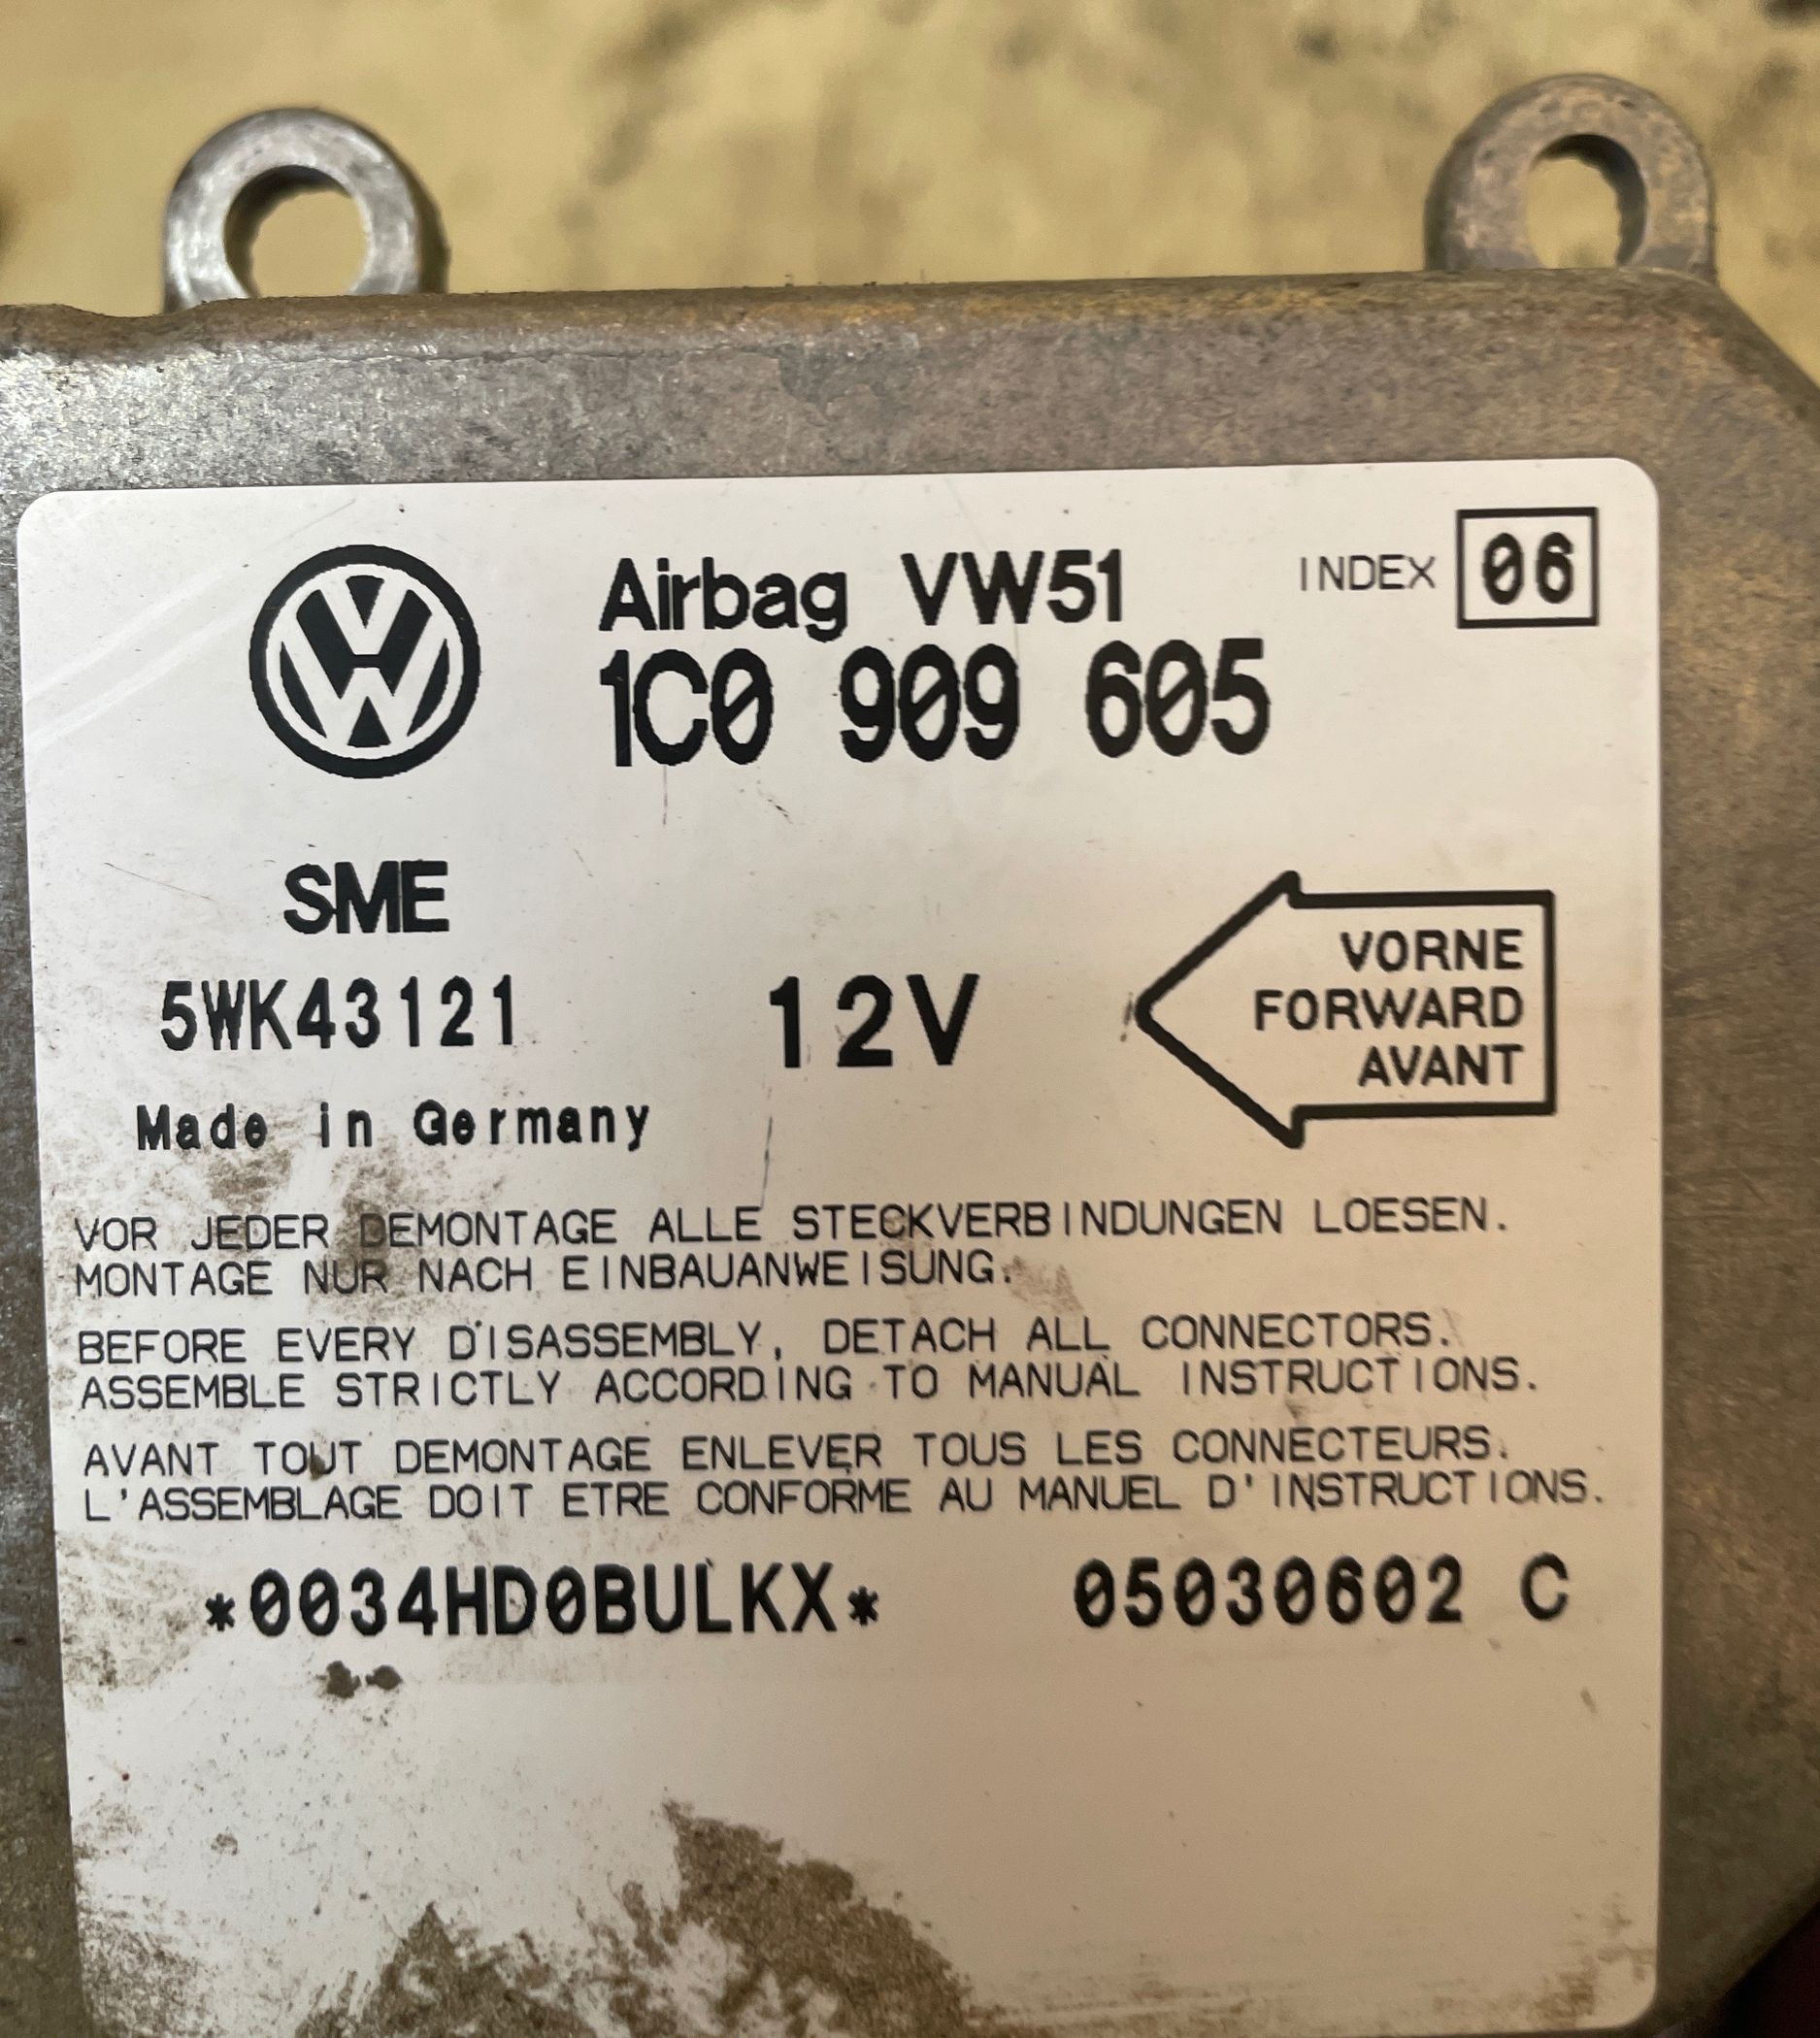 Airbag VW51
INDEX 06
1C0 909 605
SME
5WK43121
12V
VORNE
FORWARD
AVANT
Made in Germany
VOR JEDER DEMONTAGE ALLE STECKVERBINDUNGEN LOESEN.
MONTAGE NUR NACH EINBAUANWEISUNG.
BEFORE EVERY DISASSEMBLY, DETACH ALL CONNECTORS.
ASSEMBLE STRICTLY ACCORDING TO MANUAL INSTRUCTIONS.
AVANT TOUT DEMONTAGE ENLEVER TOUS LES CONNECTEURS.
L'ASSEMBLAGE DOIT ETRE CONFORME AU MANUEL D'INSTRUCTIONS.
*0034HD0BULKX* 05030602 C